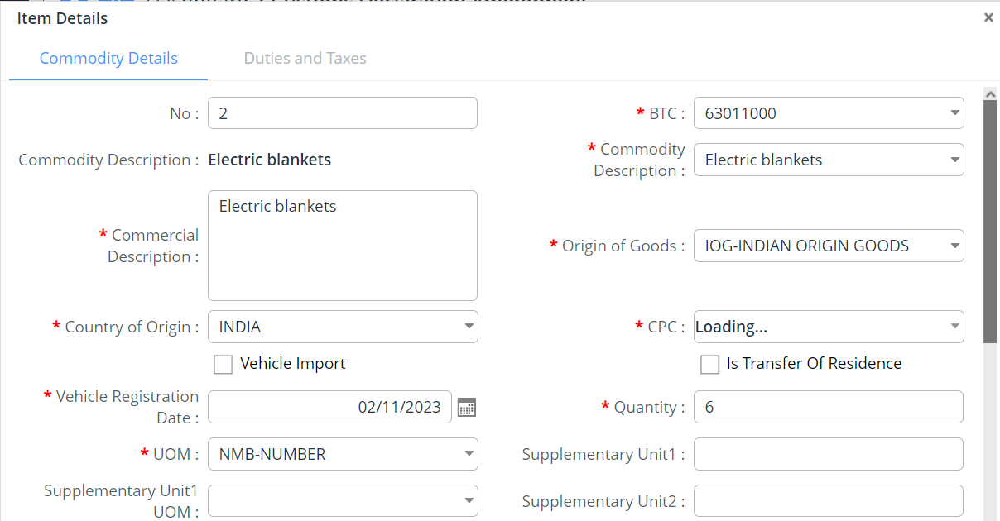 Item Details
×
Commodity Details
Duties and Taxes
No :
2
* BTC :
63011000
Commodity Description :
Electric blankets
* Commodity
Description :
Electric blankets
* Commercial
Description :
Electric blankets
* Origin of Goods :
IOG-INDIAN ORIGIN GOODS
* Country of Origin :
INDIA
* CPC :
Loading...
Vehicle Import
Is Transfer Of Residence
* Vehicle Registration
Date :
02/11/2023
* Quantity :
6
* UOM :
NMB-NUMBER
Supplementary Unit1 :
Supplementary Unit1
UOM :
Supplementary Unit2 :